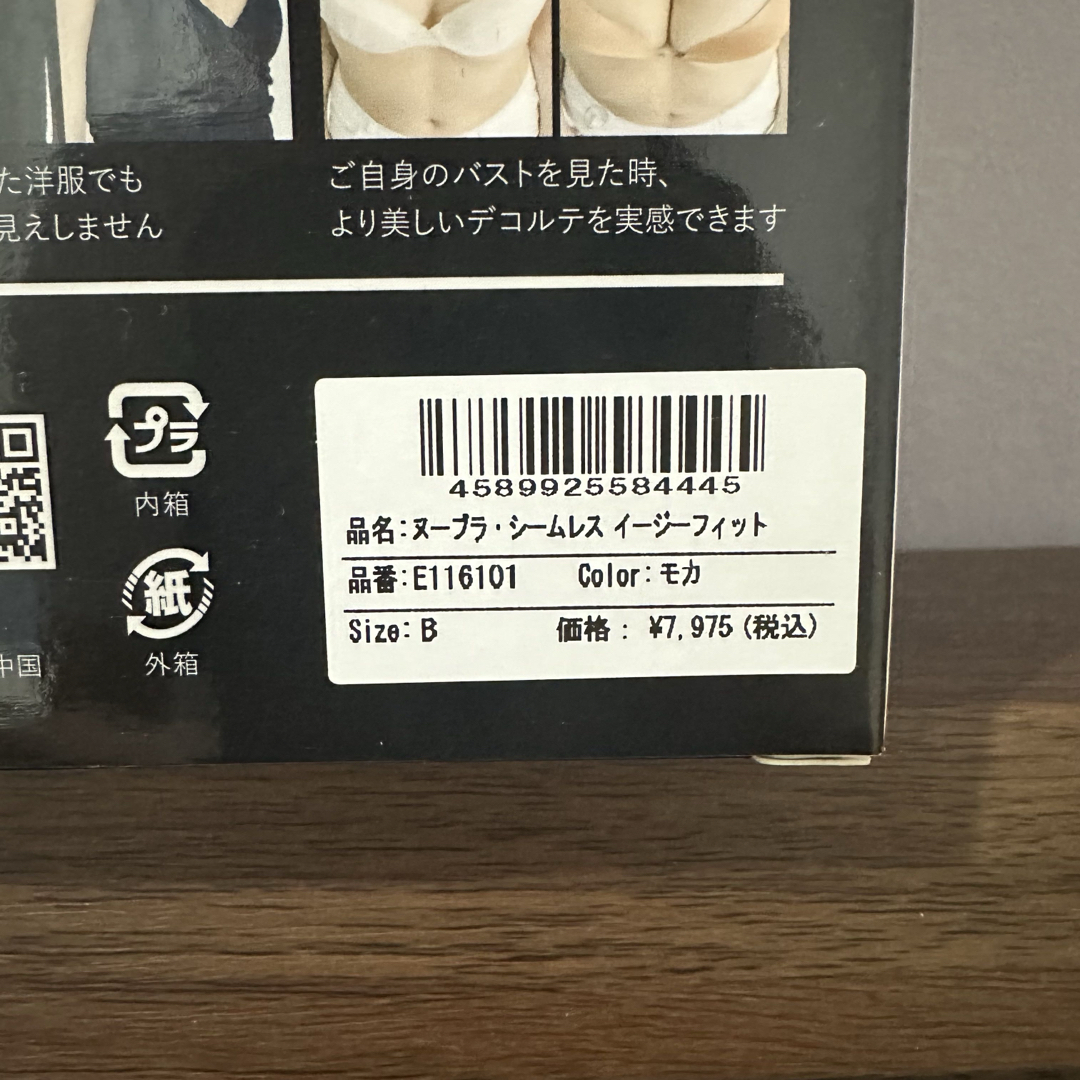 た洋服でも
見えしません
ご自身のバストを見た時、
より美しいデコルテを実感できます
プラ
内箱
紙
外箱
中国
4589925584445
品名:ヌーブラ・シームレス イージーフィット
品番:E116101 Color:モカ
Size:B 価格: ¥7,975(税込)